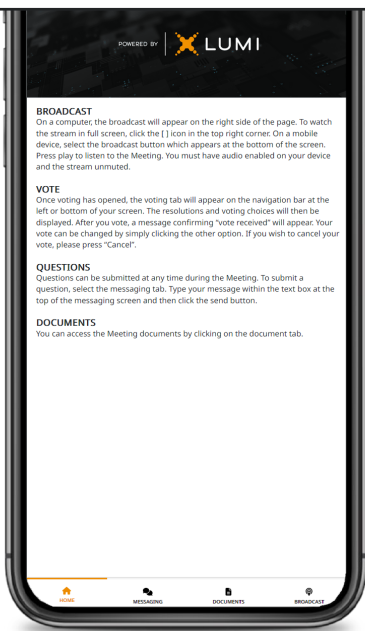 POWERED BY LUMI
BROADCAST
On a computer, the broadcast will appear on the right side of the page. To watch
the stream in full screen, click the [ ] icon in the top right corner. On a mobile
device, select the broadcast button which appears at the bottom of the screen.
Press play to listen to the Meeting. You must have audio enabled on your device
and the stream unmuted.
VOTE
Once voting has opened, the voting tab will appear on the navigation bar at the
left or bottom of your screen. The resolutions and voting choices will then be
displayed. After you vote, a message confirming “vote received” will appear. Your
vote can be changed by simply clicking the other option. If you wish to cancel your
vote, please press “Cancel”.
QUESTIONS
Questions can be submitted at any time during the Meeting. To submit a
question, select the messaging tab. Type your message within the text box at the
top of the messaging screen and then click the send button.
DOCUMENTS
You can access the Meeting documents by clicking on the document tab.
HOME MESSAGING DOCUMENTS BROADCAST